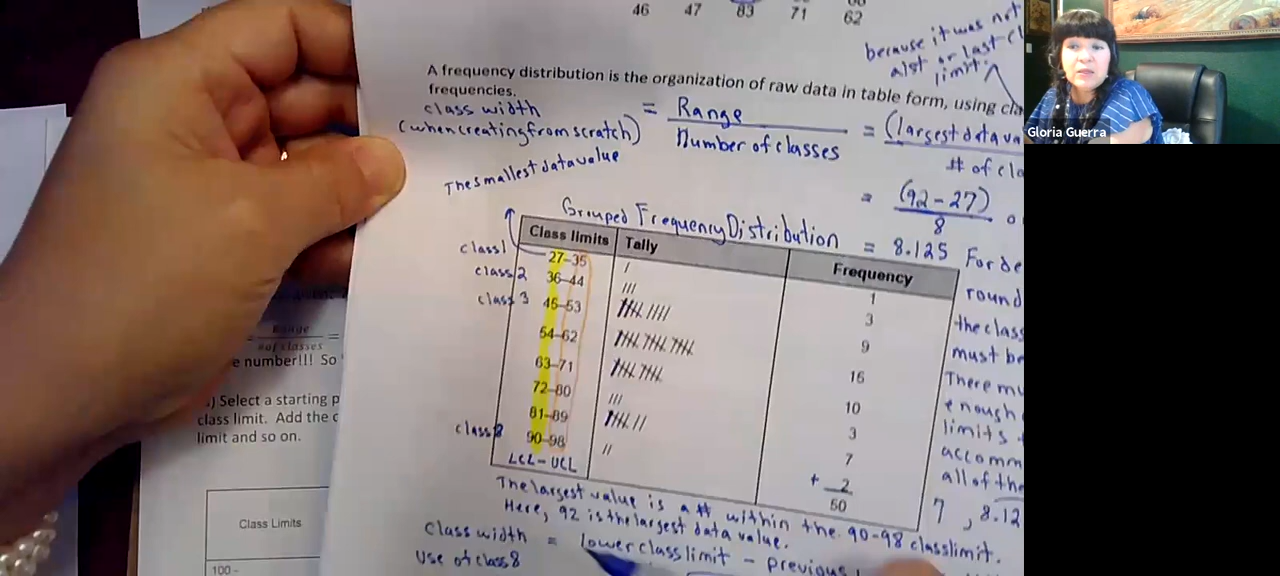 46 47 83 71 62
because it was not
a 1st or last cl
limit.
A frequency distribution is the organization of raw data in table form, using cla
frequencies.
class width
(when creating from scratch)
= Range
Number of classes
= (largest data va
# of cla
The smallest data value
= (92-27)
8
Grouped Frequency Distribution
= 8.125 For de
Class limits Tally Frequency
class 1 27–35 / 1
class 2 36–44 /// 3
class 3 45–53 //// //// 9
54–62 //// //// //// 16
63–71 //// //// 10
72–80 /// 3
81–89 //// // 7
class 8 90–98 // + 2
LCL - UCL 50
round
the class
must be
There mu
enough
limits
accomm
all of the
7, 8.12
The largest value is a # within the 90-98 class limit.
Here, 92 is the largest data value.
Class width = lower class limit - previous
Use of class 8
Range
# of classes
=
e number!!! So
.) Select a starting p
class limit. Add the c
limit and so on.
Class Limits
100 -
Gloria Guerra